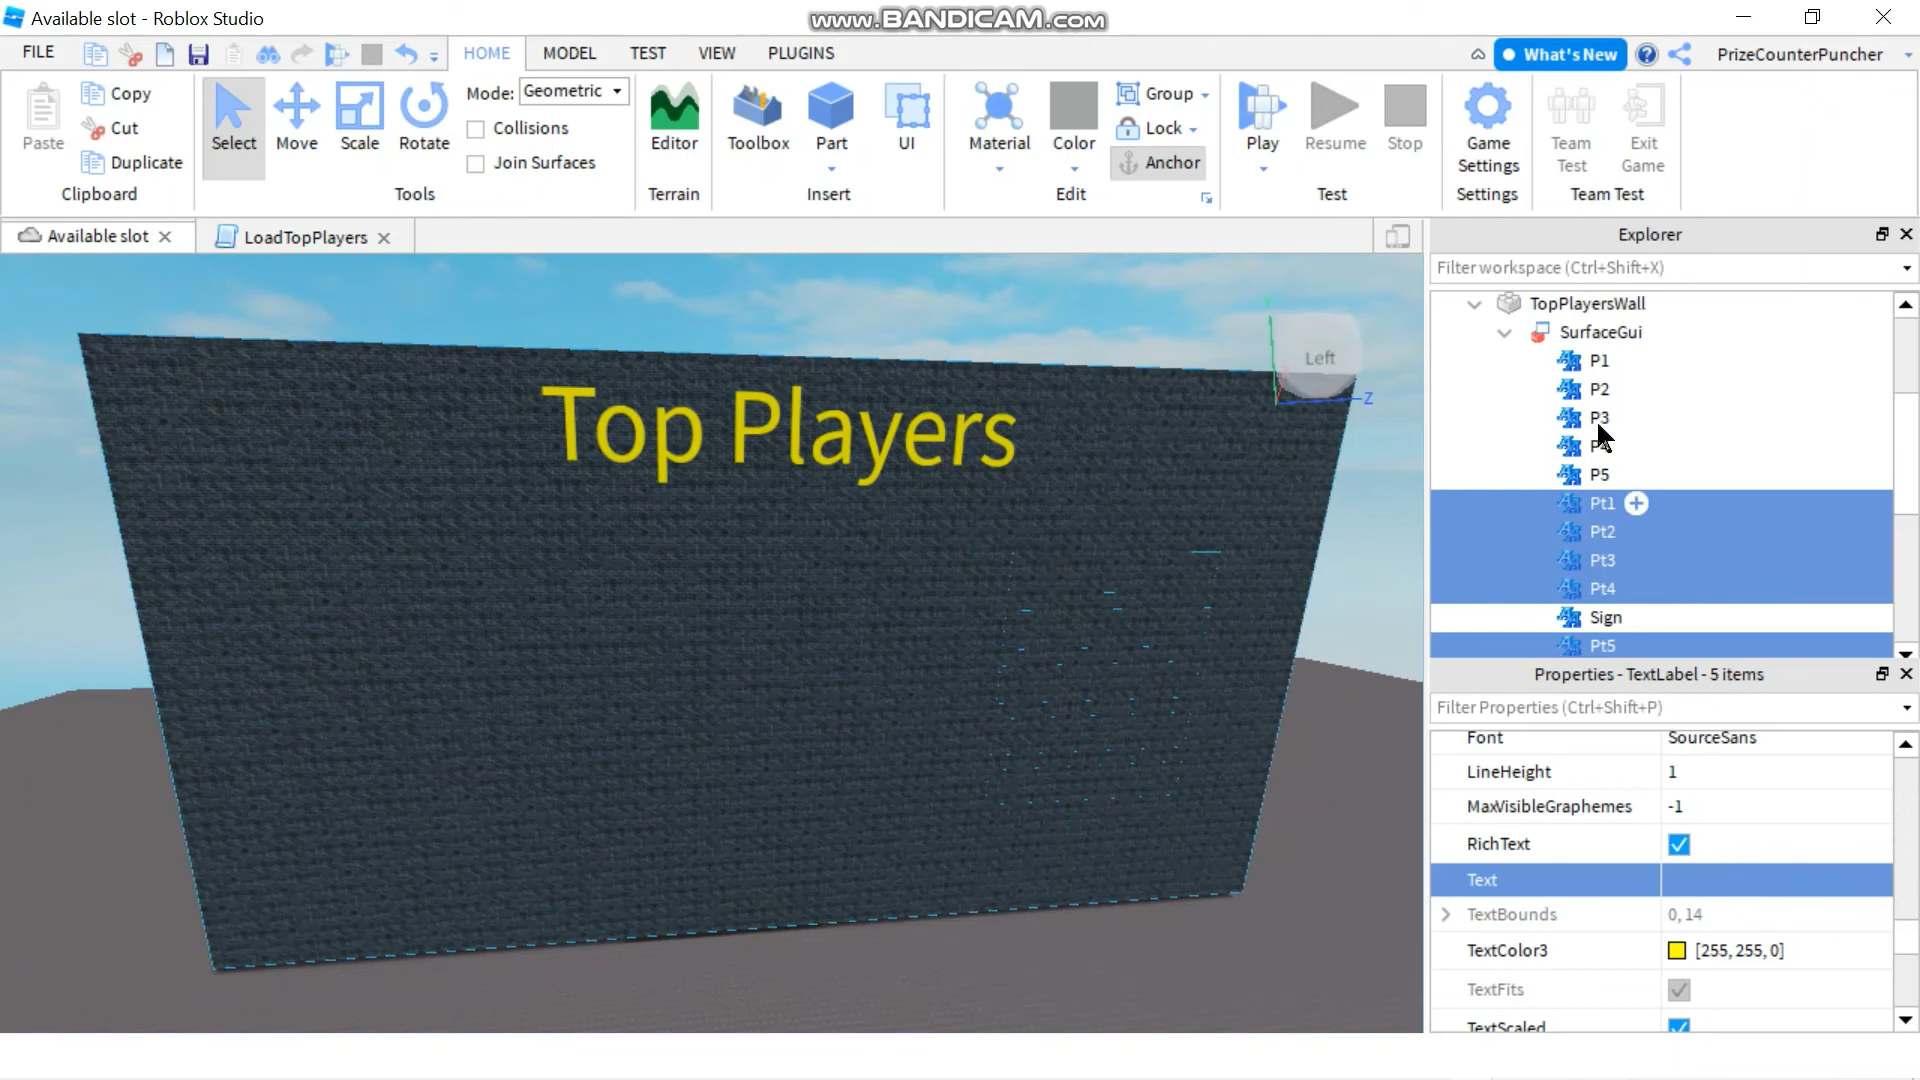 Available slot - Roblox Studio
www.BANDICAM.com
FILE
HOME
MODEL
TEST
VIEW
PLUGINS
What's New
PrizeCounterPuncher
Paste
Copy
Cut
Duplicate
Clipboard
Select
Move
Scale
Rotate
Mode: Geometric
Collisions
Join Surfaces
Tools
Editor
Terrain
Toolbox
Part
UI
Insert
Material
Color
Group
Lock
Anchor
Edit
Play
Resume
Stop
Test
Game
Settings
Settings
Team
Test
Exit
Game
Team Test
Available slot
LoadTopPlayers
Top Players
Left
Z
Explorer
Filter workspace (Ctrl+Shift+X)
TopPlayersWall
SurfaceGui
P1
P2
P3
P5
Pt1
Pt2
Pt3
Pt4
Sign
Pt5
Properties - TextLabel - 5 items
Filter Properties (Ctrl+Shift+P)
Font SourceSans
LineHeight 1
MaxVisibleGraphemes -1
RichText
Text
TextBounds 0, 14
TextColor3 [255, 255, 0]
TextFits
TextScaled